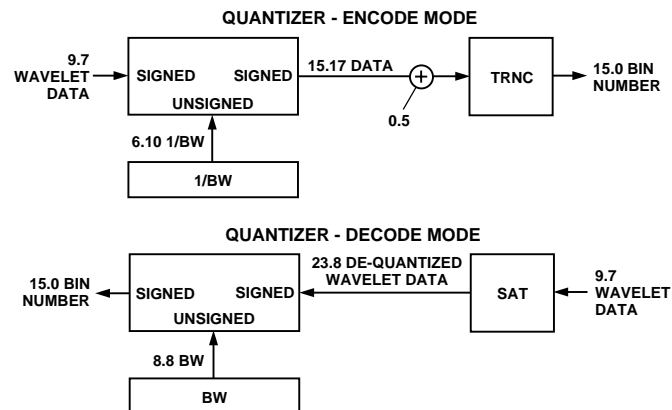 QUANTIZER - ENCODE MODE
9.7
WAVELET
DATA
SIGNED
SIGNED
UNSIGNED
15.17 DATA
0.5
TRNC
15.0 BIN
NUMBER
6.10 1/BW
1/BW
QUANTIZER - DECODE MODE
15.0 BIN
NUMBER
SIGNED
SIGNED
UNSIGNED
23.8 DE-QUANTIZED
WAVELET DATA
SAT
9.7
WAVELET
DATA
8.8 BW
BW